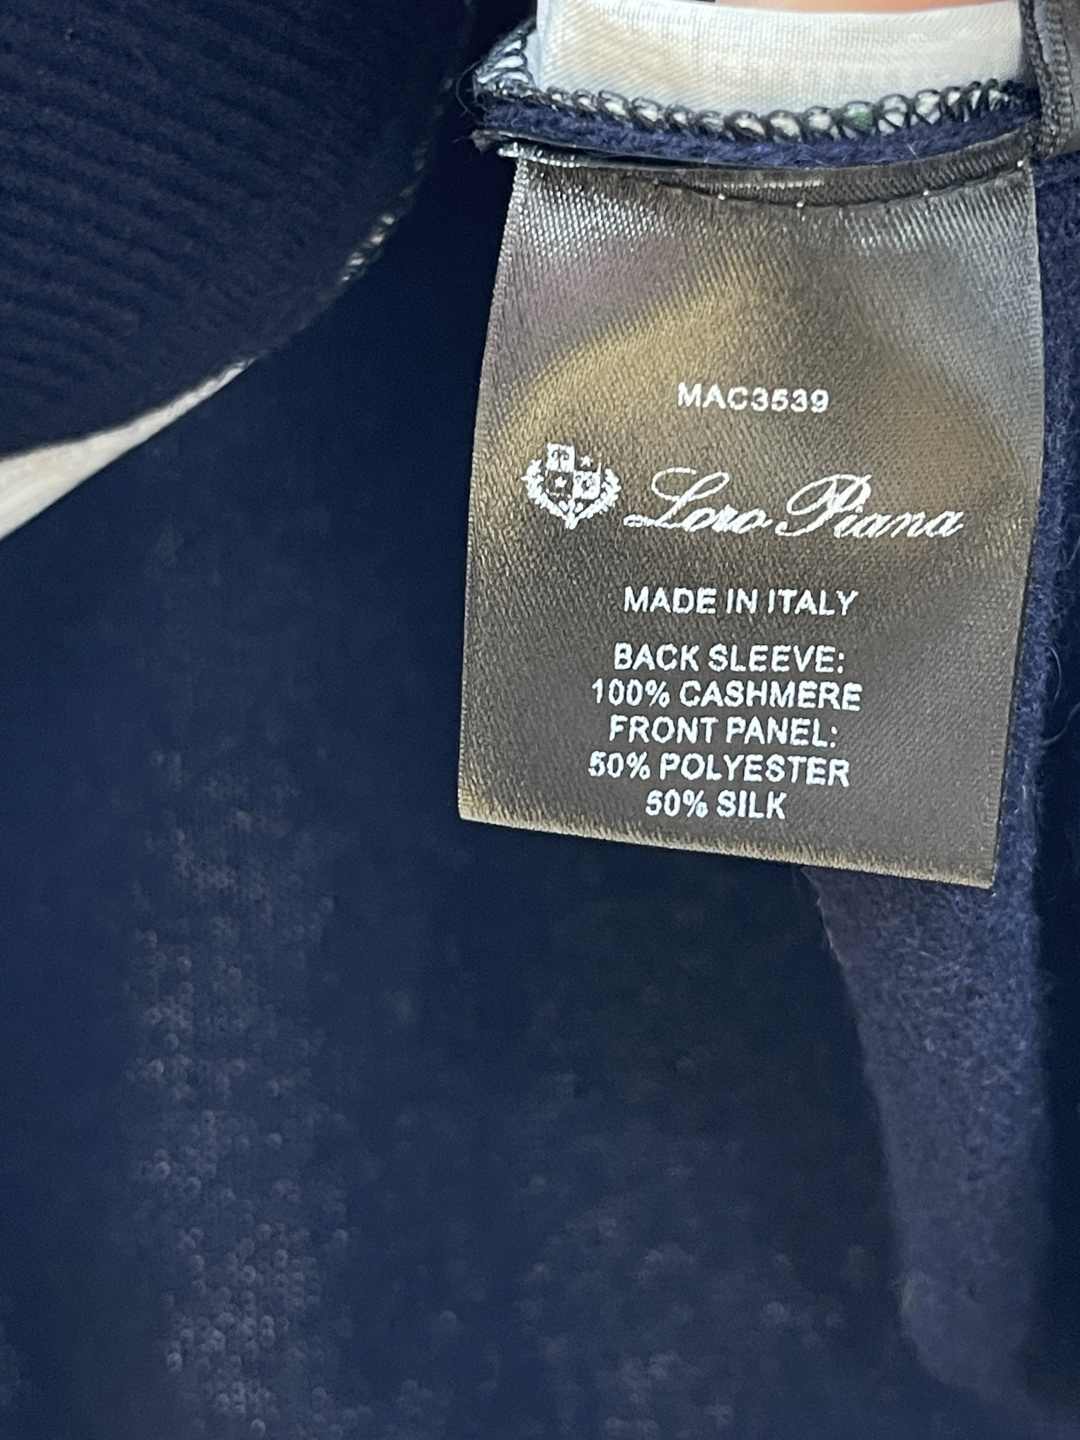 MAC3539
Loro Piana
MADE IN ITALY
BACK SLEEVE:
100% CASHMERE
FRONT PANEL:
50% POLYESTER
50% SILK